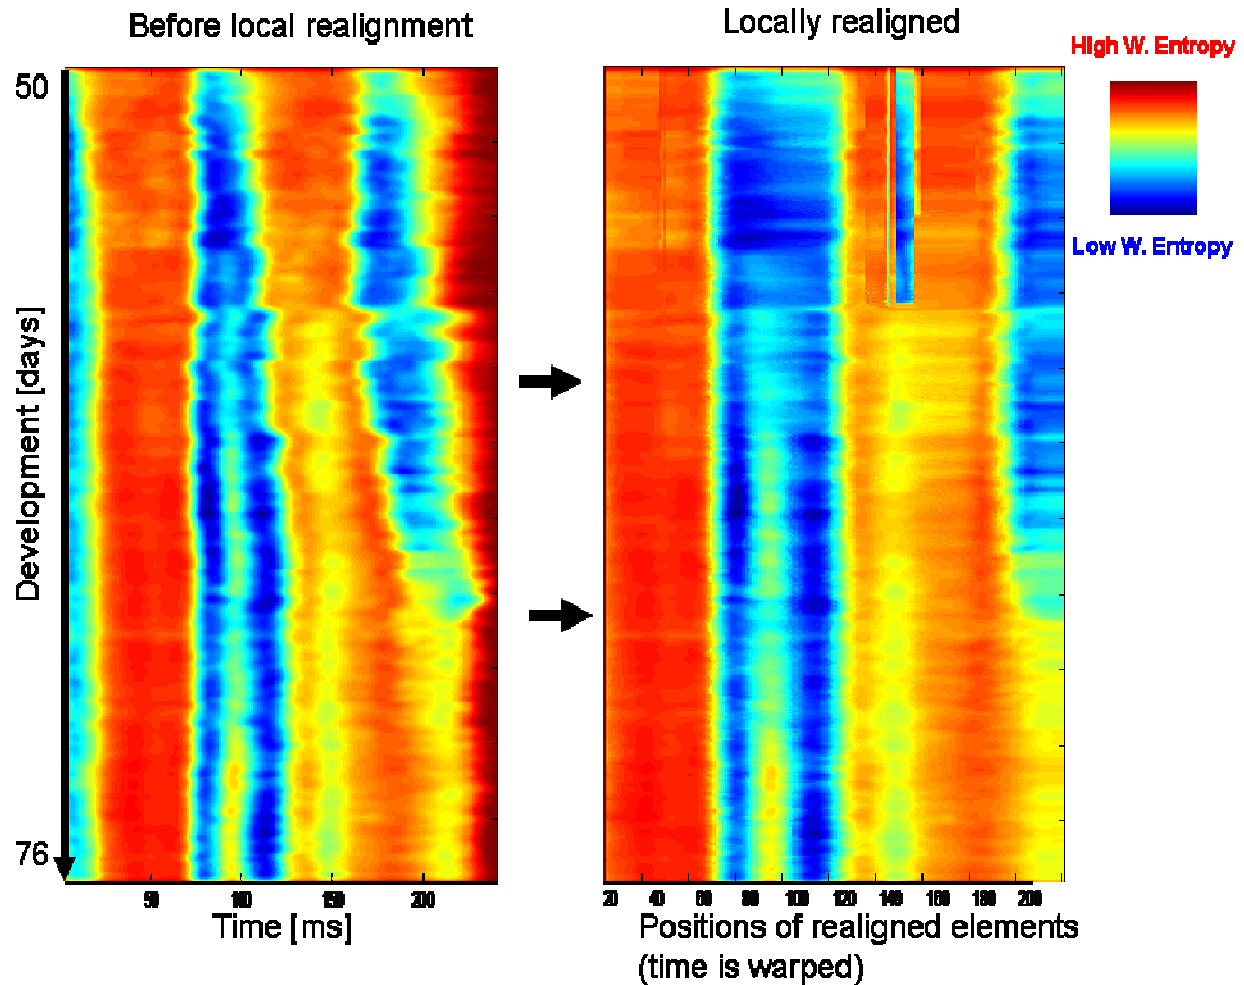 Before local realignment
Locally realigned
High W. Entropy
Low W. Entropy
50
Development [days]
76
50 100 150 200
Time [ms]
20 40 60 80 100 120 140 160 180 200
Positions of realigned elements
(time is warped)